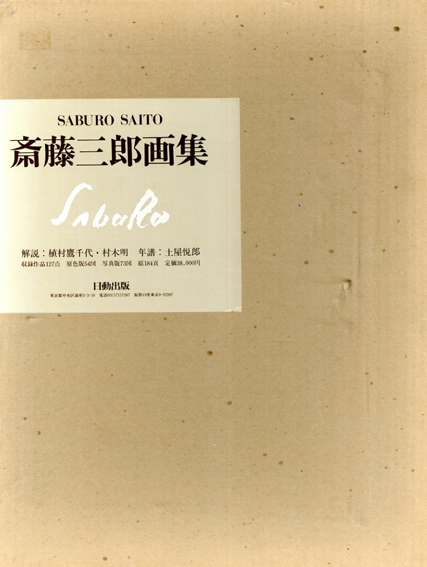 SABURO SAITO
斎藤三郎画集
SabuRo
解説：植村鷹千代・村木明　年譜：土屋悦郎
収録作品127点　原色版54図　写真版73図　総184頁　定価38,000円
日動出版